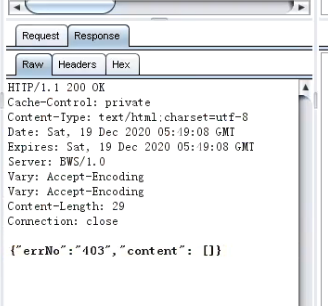 Request Response
Raw Headers Hex
HTTP/1.1 200 OK
Cache-Control: private
Content-Type: text/html;charset=utf-8
Date: Sat, 19 Dec 2020 05:49:08 GMT
Expires: Sat, 19 Dec 2020 05:49:08 GMT
Server: BWS/1.0
Vary: Accept-Encoding
Vary: Accept-Encoding
Content-Length: 29
Connection: close
{"errNo":"403","content": []}